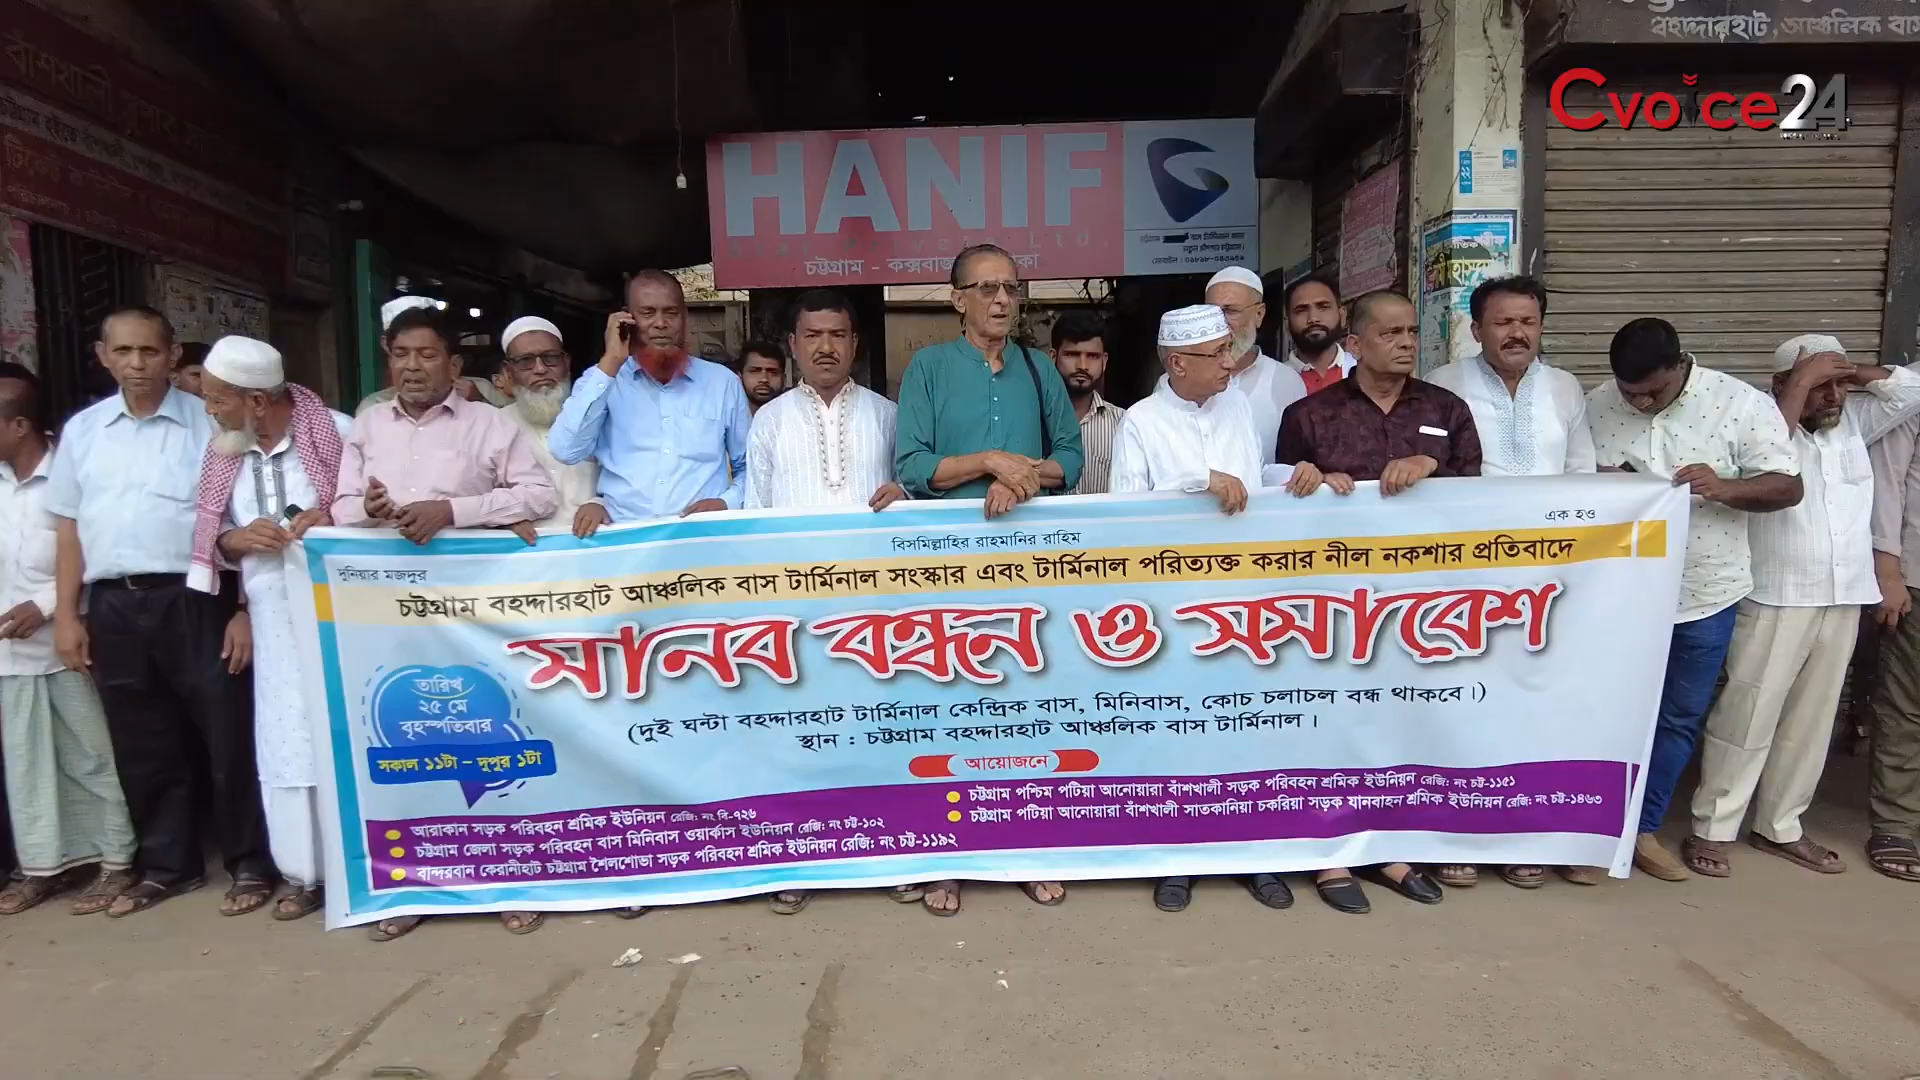 বহদ্দারহাট, আঞ্চলিক বাস
Cvoice24
বাঁশখালী সুপার
HANIF
চট্টগ্রাম - কক্সবাজা
বিসমিল্লাহির রাহমানির রাহিম
এক হও
দুনিয়ার মজদুর
চট্টগ্রাম বহদ্দারহাট আঞ্চলিক বাস টার্মিনাল সংস্কার এবং টার্মিনাল পরিত্যক্ত করার নীল নকশার প্রতিবাদে
মানব বন্ধন ও সমাবেশ
তারিখ
২৫ মে
বৃহস্পতিবার
সকাল ১১টা - দুপুর ১টা
(দুই ঘন্টা বহদ্দারহাট টার্মিনাল কেন্দ্রিক বাস, মিনিবাস, কোচ চলাচল বন্ধ থাকবে।)
স্থান : চট্টগ্রাম বহদ্দারহাট আঞ্চলিক বাস টার্মিনাল।
আয়োজনে
আরাকান সড়ক পরিবহন শ্রমিক ইউনিয়ন রেজি: নং বি-৭২৬
চট্টগ্রাম জেলা সড়ক পরিবহন বাস মিনিবাস ওয়ার্কাস ইউনিয়ন রেজি: নং চট্ট-১০২
বান্দরবান কেরানীহাট চট্টগ্রাম শৈলশোভা সড়ক পরিবহন শ্রমিক ইউনিয়ন রেজি: নং চট্ট-১১৯২
চট্টগ্রাম পশ্চিম পটিয়া আনোয়ারা বাঁশখালী সড়ক পরিবহন শ্রমিক ইউনিয়ন রেজি: নং চট্ট-১১৫১
চট্টগ্রাম পটিয়া আনোয়ারা বাঁশখালী সাতকানিয়া চকরিয়া সড়ক যানবাহন শ্রমিক ইউনিয়ন রেজি: নং চট্ট-১৪৬৩